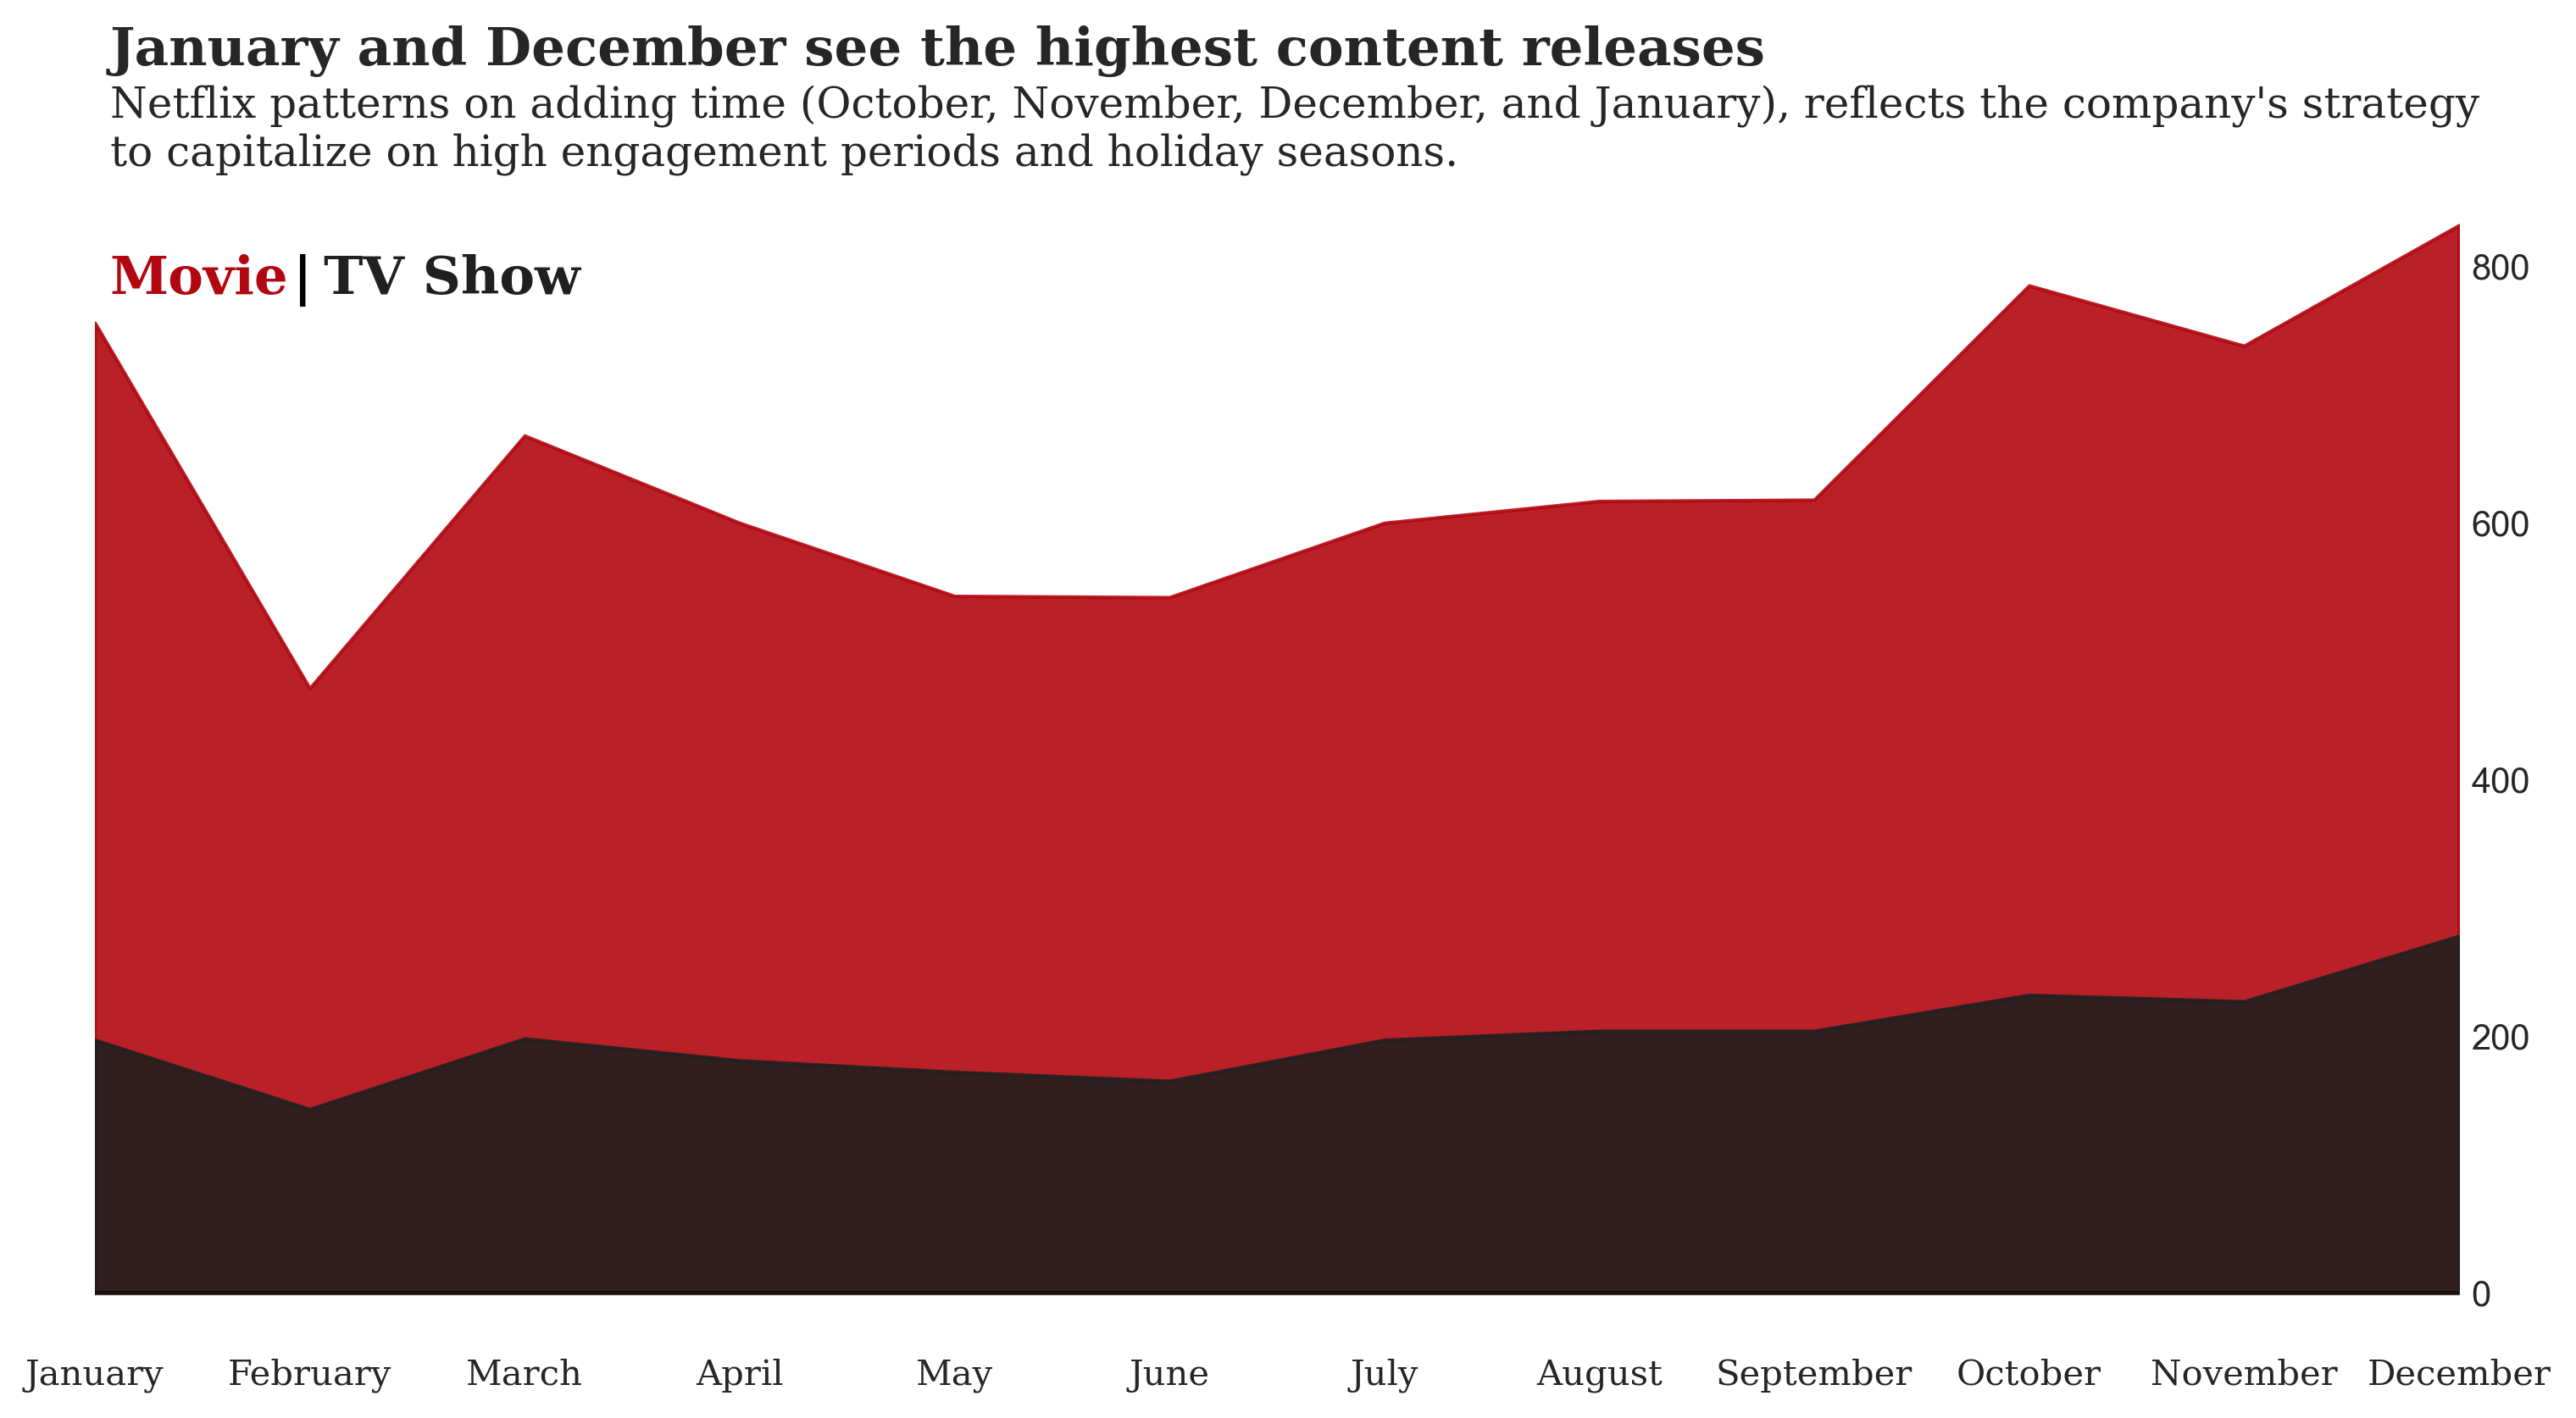 January and December see the highest content releases
Netflix patterns on adding time (October, November, December, and January), reflects the company's strategy
to capitalize on high engagement periods and holiday seasons.
Movie | TV Show
800
600
400
200
0
January February March April May June July August September October November December